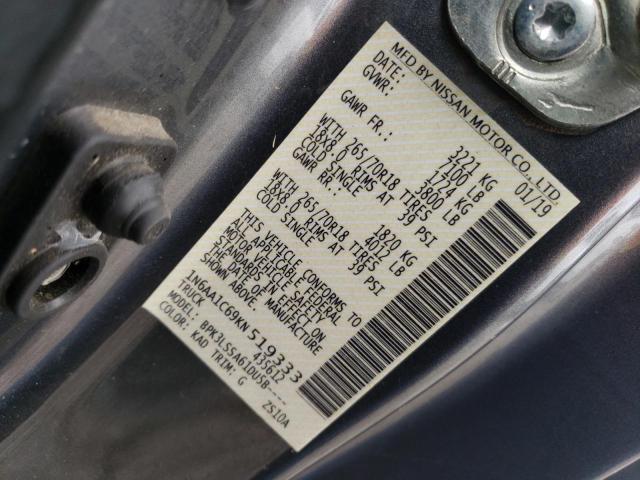 MFD BY NISSAN MOTOR CO., LTD.
DATE: 01/19
GVWR: 3221 KG
7100 LB
GAWR FR.: 1724 KG
3800 LB
WITH 265/70R18 TIRES
18X8.0 RIMS AT 39 PSI
COLD SINGLE
GAWR RR.: 1820 KG
4012 LB
WITH 265/70R18 TIRES
18X8.0 RIMS AT 39 PSI
COLD SINGLE
THIS VEHICLE CONFORMS TO
ALL APPLICABLE FEDERAL
MOTOR VEHICLE SAFETY
STANDARDS IN EFFECT ON
THE DATE OF MANUFACTURE
SHOWN ABOVE.
1N6AA1C69KN 519333
TRUCK 435612
MODEL: BPK3LSSA61DUSB----
COLOR: KAD TRIM: G ZS10A